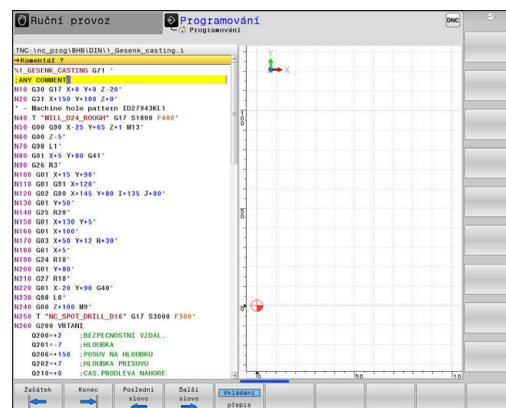 Ruční provoz
Programování
Programování
DNC
TNC:\nc_prog\BHB\DIN\1_Gesenk_casting.i
→Komentář ?
%1_GESENK_CASTING G71 *
;ANY COMMENT
N10 G30 G17 X+0 Y+0 Z-20*
N20 G31 X+150 Y+100 Z+0*
* - Machine hole pattern ID27943KL1
N40 T "MILL_D24_ROUGH" G17 S1800 F400*
N50 G00 G90 X-25 Y+65 Z+1 M13*
N60 G00 Z-5*
N70 G98 L1*
N80 G01 X+5 Y+80 G41*
N90 G26 R3*
N100 G01 X+15 Y+90*
N110 G01 G91 X+120*
N120 G02 G90 X+145 Y+80 I+135 J+80*
N130 G01 Y+50*
N140 G25 R20*
N150 G01 X+130 Y+5*
N160 G01 X+100*
N170 G03 X+50 Y+12 R+30*
N180 G01 X+5*
N190 G24 R10*
N200 G01 Y+80*
N210 G27 R10*
N220 G01 X-20 Y+90 G40*
N230 G98 L0*
N240 G00 Z+100 M9*
N250 T "NC_SPOT_DRILL_D16" G17 S3000 F300*
N260 G200 VRTANI
Q200=+2 ;BEZPECNOSTNI VZDAL.
Q201=-7 ;HLOUBKA
Q206=+150 ;POSUV NA HLOUBKU
Q202=+7 ;HLOUBKA PRISUVU
Q210=+0 ;CAS.PRODLEVA NAHORE
Y
X
100
50
0
0
50
Začátek
Konec
Poslední slovo
Další slovo
Vkládání
přepis